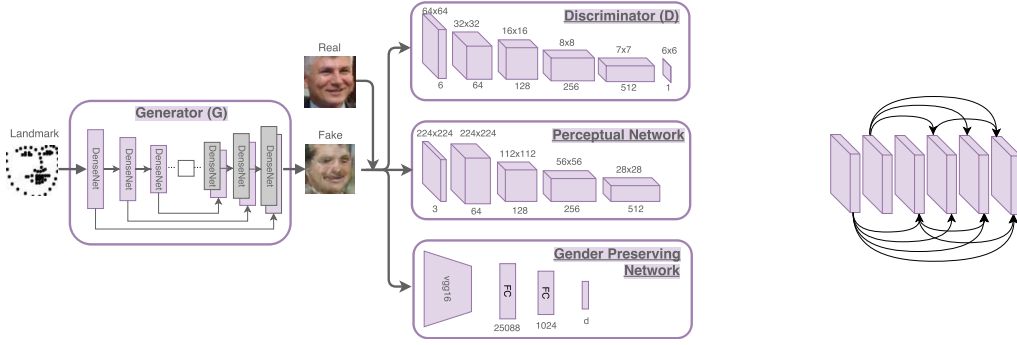 Landmark
Generator (G)
DenseNet
DenseNet
DenseNet
DenseNet
DenseNet
DenseNet
Real
Fake
Discriminator (D)
64x64
32x32
16x16
8x8
7x7
6x6
6
64
128
256
512
1
Perceptual Network
224x224
224x224
112x112
56x56
28x28
3
64
128
256
512
Gender Preserving
Network
vgg16
FC
FC
25088
1024
d